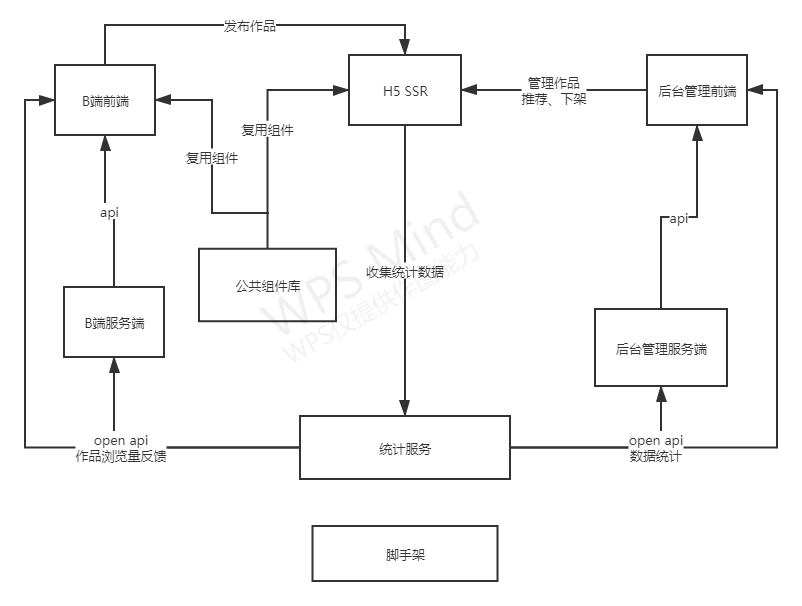 发布作品
B端前端
H5 SSR
管理作品
推荐、下架
后台管理前端
复用组件
复用组件
api
api
WPS Mind
WPS仅提供作图能力
收集统计数据
公共组件库
B端服务端
后台管理服务端
open api
作品浏览量反馈
统计服务
open api
数据统计
脚手架